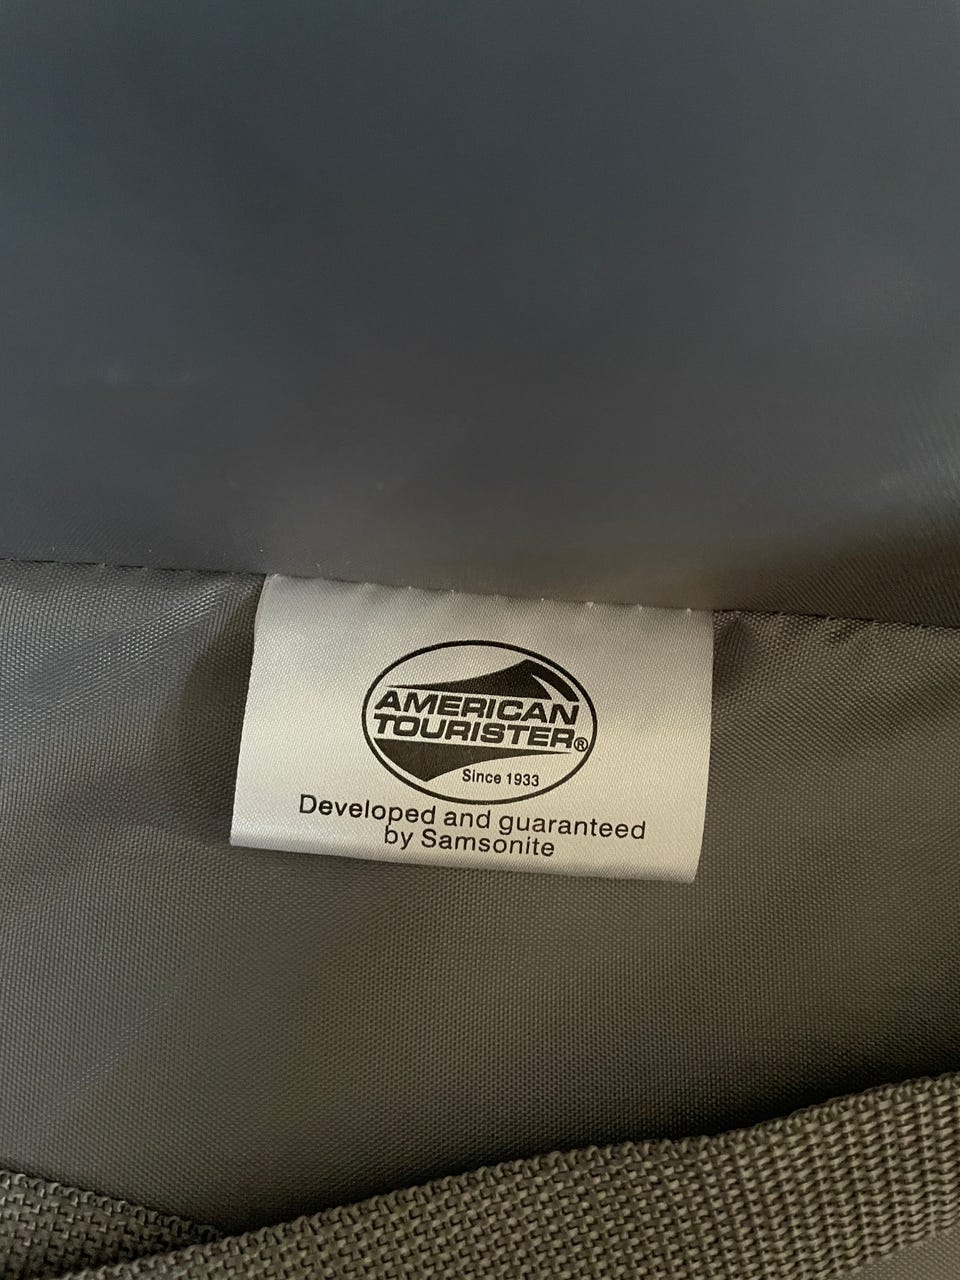 AMERICAN
TOURISTER®
Since 1933
Developed and guaranteed
by Samsonite